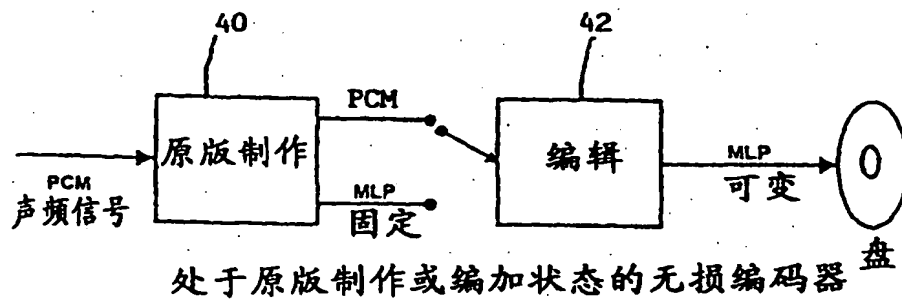 40
42
PCM
原版制作
编辑
PCM
声频信号
MLP
固定
MLP
可变
盘
处于原版制作或编加状态的无损编码器